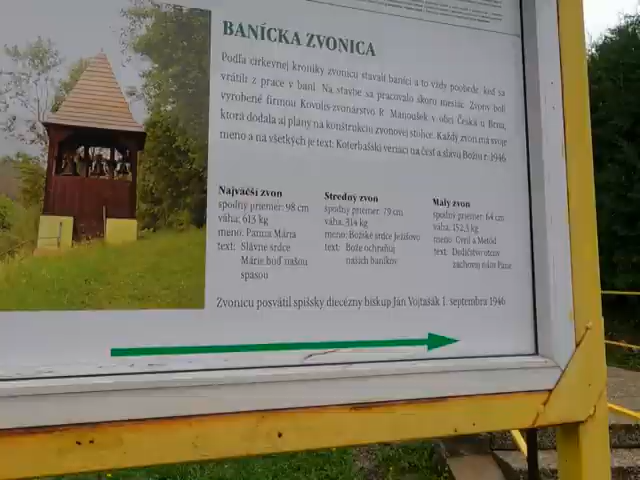 BANÍCKA ZVONICA
Podľa cirkevnej kroniky zvonicu stavali baníci a to vždy poobede, keď sa
vrátili z práce v bani. Na stavbe sa pracovalo skoro mesiac. Zvony boli
vyrobené firmou Kovolis-zvonárstvo R. Manoušek v obci Česká u Brna,
ktorá dodala aj plány na konštrukciu zvonovej stolice. Každý zvon má svoje
meno a na všetkých je text: Koterbašskí veriaci na česť a slávu Božiu r. 1946
Najväčší zvon
spodný priemer: 98 cm
váha: 613 kg
meno: Panna Mária
text: Slávne srdce
Márie buď našou
spásou
Stredný zvon
spodný priemer: 79 cm
váha: 314 kg
meno: Božské srdce Ježišovo
text: Bože ochraňuj
našich baníkov
Malý zvon
spodný priemer: 64 cm
váha: 152,3 kg
meno: Cyril a Metod
text: Dedičstvo otcov
zachovaj nám Pane
Zvonicu posvätil spišský diecézny biskup Ján Vojtaššák 1. septembra 1946